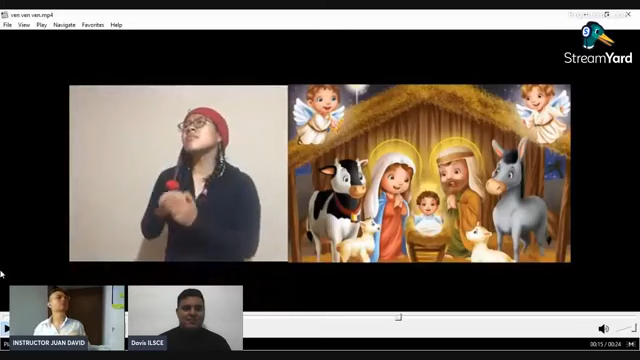 ven ven ven.mp4
File View Play Navigate Favorites Help
StreamYard
INSTRUCTOR JUAN DAVID
Davis ILSCE
00:15 / 00:24